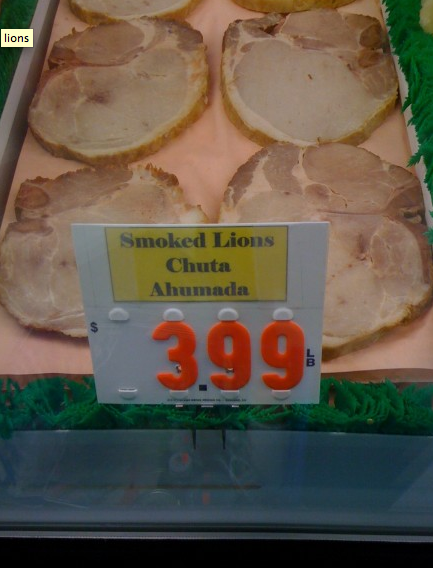 lions
Smoked Lions
Chuta
Ahumada
$ 3.99 LB